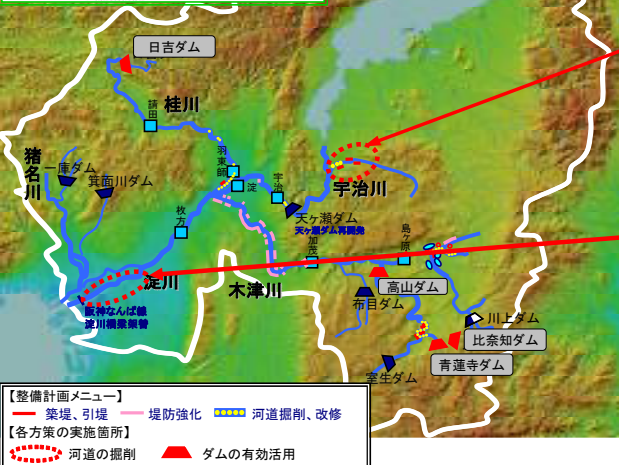 日吉ダム
請田
桂川
羽束師
猪名川
一庫ダム
箕面川ダム
淀
宇治
宇治川
枚方
天ヶ瀬ダム
天ヶ瀬ダム再開発
加茂
島ヶ原
淀川
木津川
高山ダム
阪神なんば線
淀川橋梁架替
布目ダム
川上ダム
比奈知ダム
青蓮寺ダム
室生ダム
【整備計画メニュー】
築堤、引堤 堤防強化 河道掘削、改修
【各方策の実施箇所】
河道の掘削 ダムの有効活用